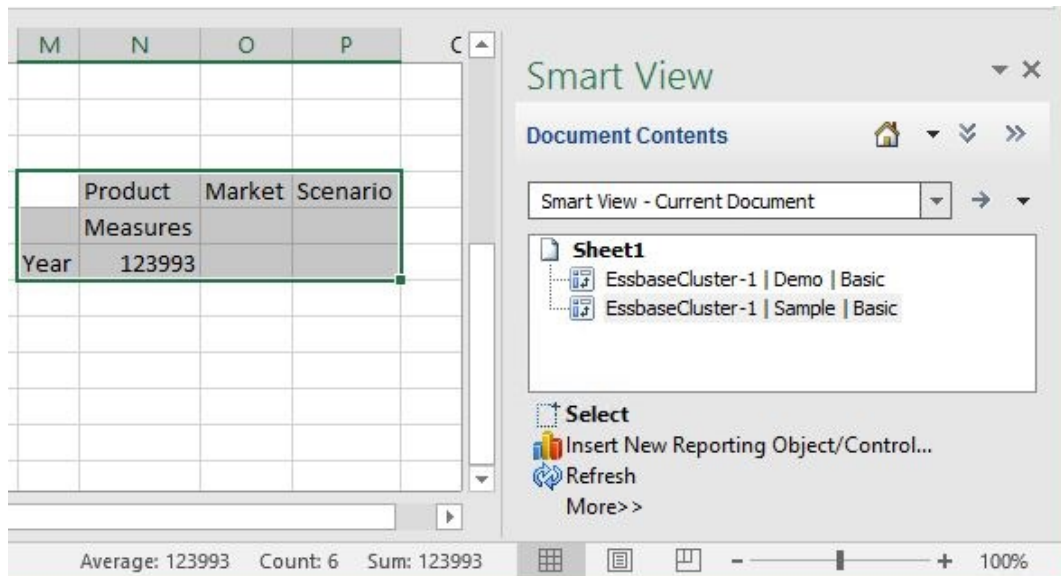 M N O P C
Product Market Scenario
Measures
Year 123993
Smart View
Document Contents
Smart View - Current Document
Sheet1
EssbaseCluster-1 | Demo | Basic
EssbaseCluster-1 | Sample | Basic
Select
Insert New Reporting Object/Control...
Refresh
More>>
Average: 123993 Count: 6 Sum: 123993 - + 100%